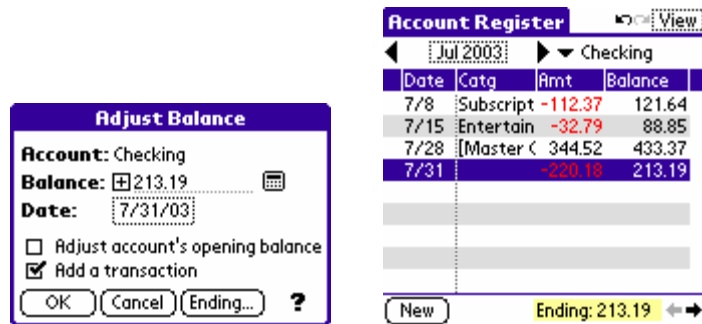 Adjust Balance
Account: Checking
Balance: +213.19
Date: 7/31/03
Adjust account's opening balance
Add a transaction
OK Cancel Ending... ?
Account Register View
Jul 2003 Checking
Date Catg Amt Balance
7/8 Subscript -112.37 121.64
7/15 Entertain -32.79 88.85
7/28 [Master C 344.52 433.37
7/31 -220.18 213.19
New Ending: 213.19